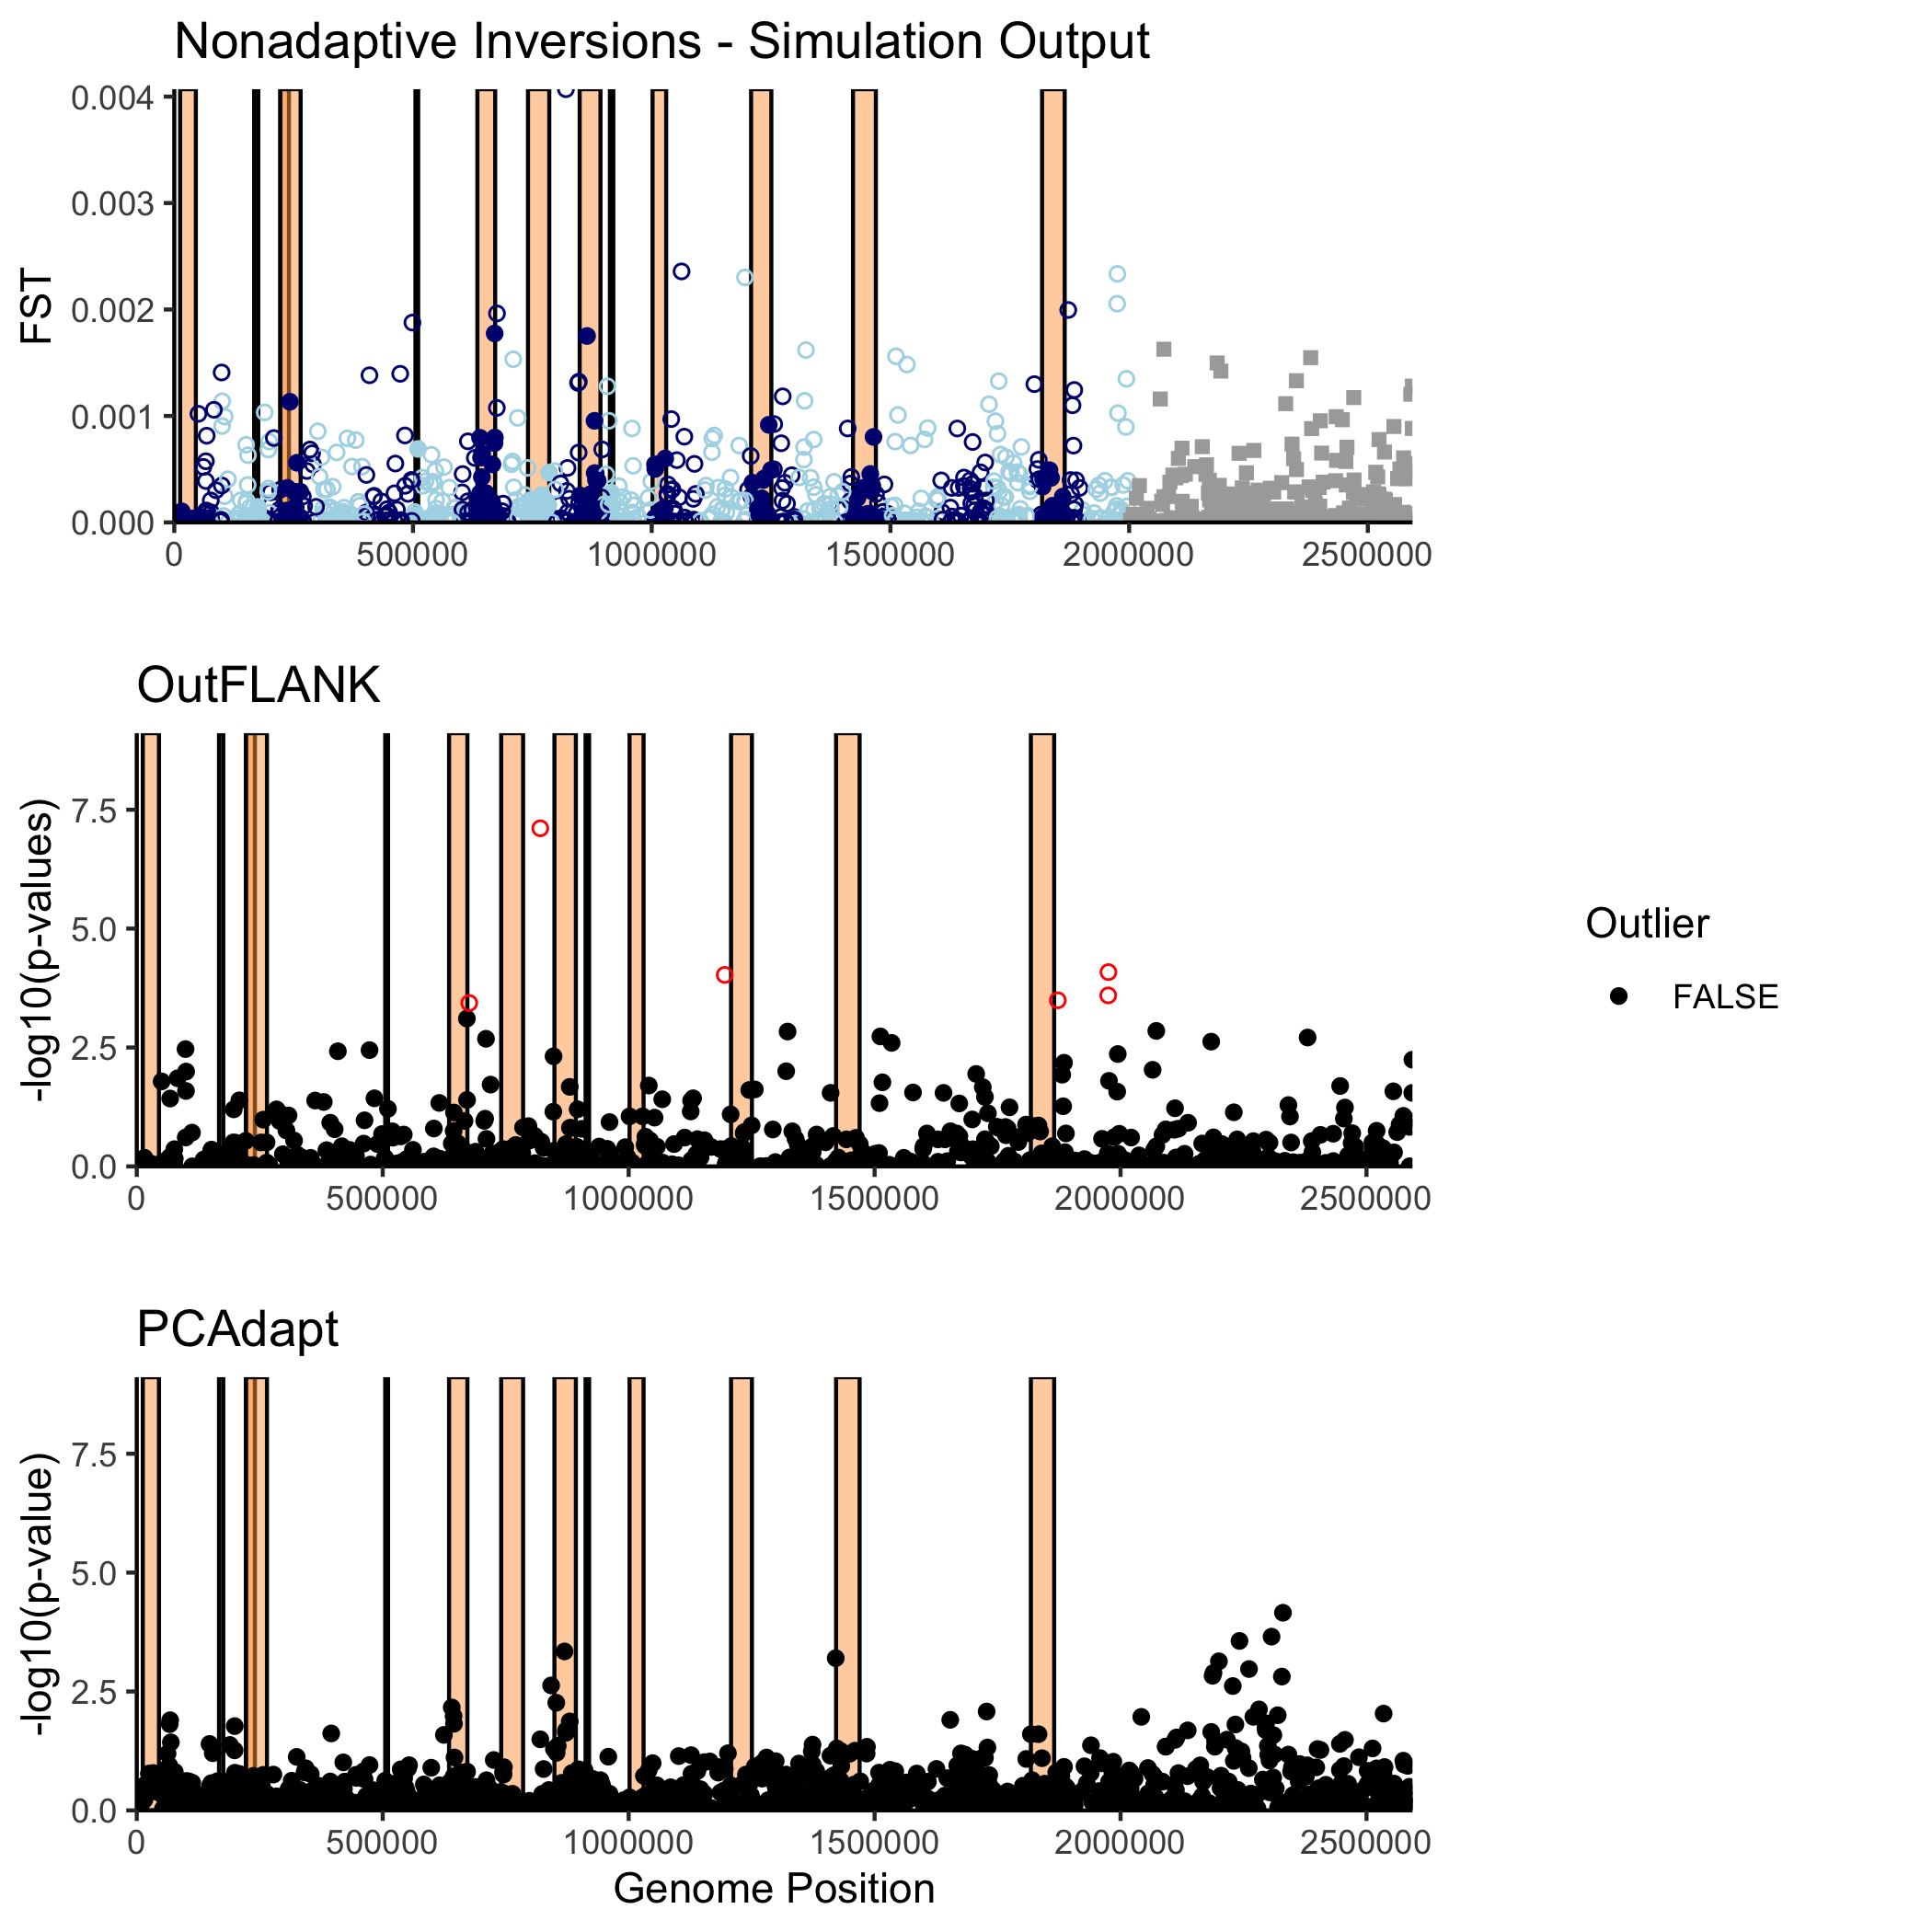 Nonadaptive Inversions - Simulation Output
FST
0.004
0.003
0.002
0.001
0.000
0 500000 1000000 1500000 2000000 2500000
OutFLANK
-log10(p-values)
7.5
5.0
2.5
0.0
0 500000 1000000 1500000 2000000 2500000
Outlier
FALSE
PCAdapt
-log10(p-value)
7.5
5.0
2.5
0.0
0 500000 1000000 1500000 2000000 2500000
Genome Position